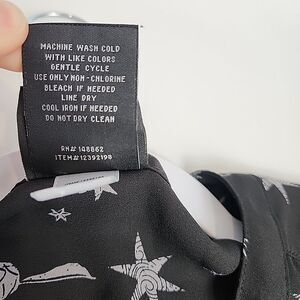 MACHINE WASH COLD
WITH LIKE COLORS
GENTLE CYCLE
USE ONLY NON-CHLORINE
BLEACH IF NEEDED
LINE DRY
COOL IRON IF NEEDED
DO NOT DRY CLEAN
RN# 148862
ITEM# 12392198